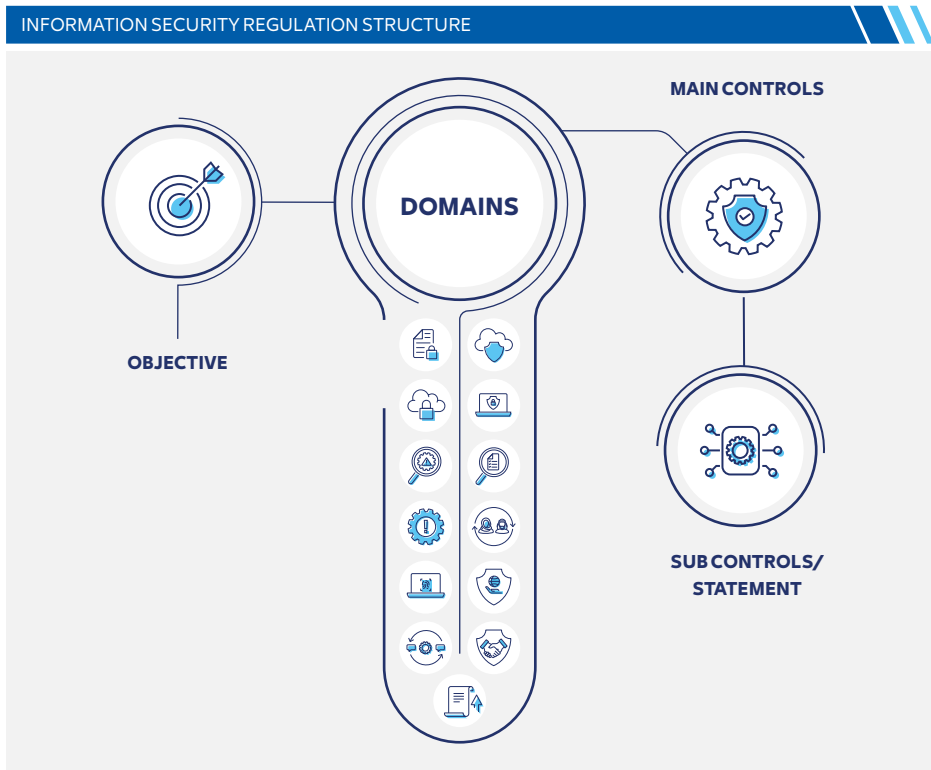 INFORMATION SECURITY REGULATION STRUCTURE
MAIN CONTROLS
DOMAINS
OBJECTIVE
SUB CONTROLS/
STATEMENT